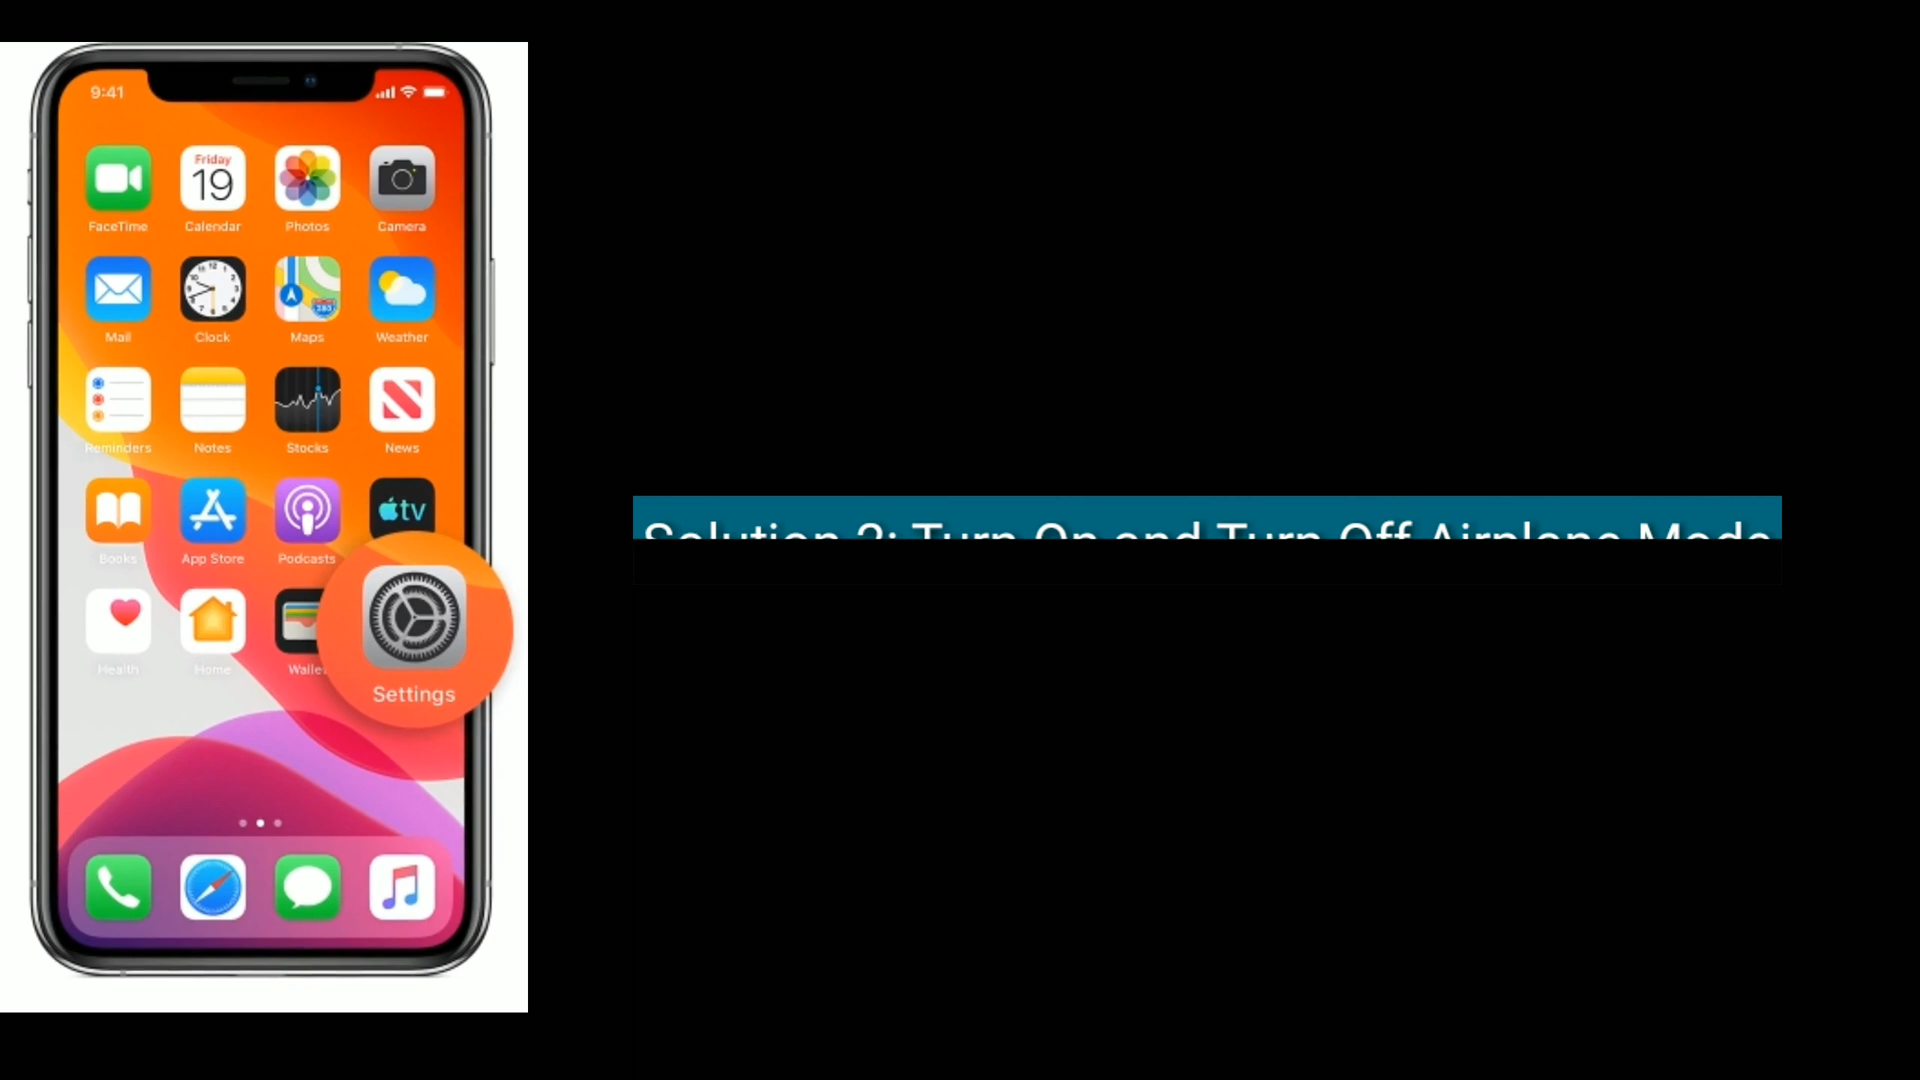 9:41
Friday
19
FaceTime
Calendar
Photos
Camera
Mail
Clock
Maps
Weather
Reminders
Notes
Stocks
News
tv
Books
App Store
Podcasts
Health
Home
Settings
Solution : Turn On and Turn Off Airplane Mode